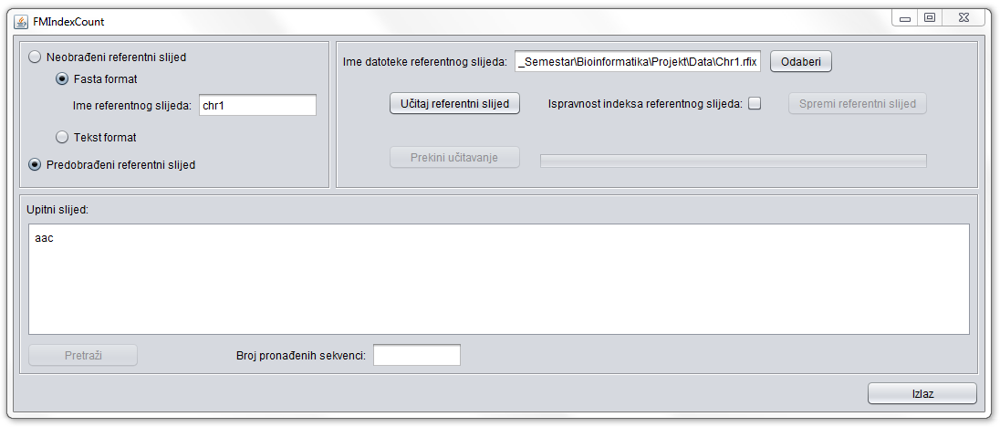 FMIndexCount
Neobrađeni referentni slijed
Fasta format
Ime referentnog slijeda: chr1
Tekst format
Predobrađeni referentni slijed
Ime datoteke referentnog slijeda: _Semestar\Bioinformatika\Projekt\Data\Chr1.rfix Odaberi
Učitaj referentni slijed Ispravnost indeksa referentnog slijeda: Spremi referentni slijed
Prekini učitavanje
Upitni slijed:
aac
Pretraži Broj pronađenih sekvenci:
Izlaz